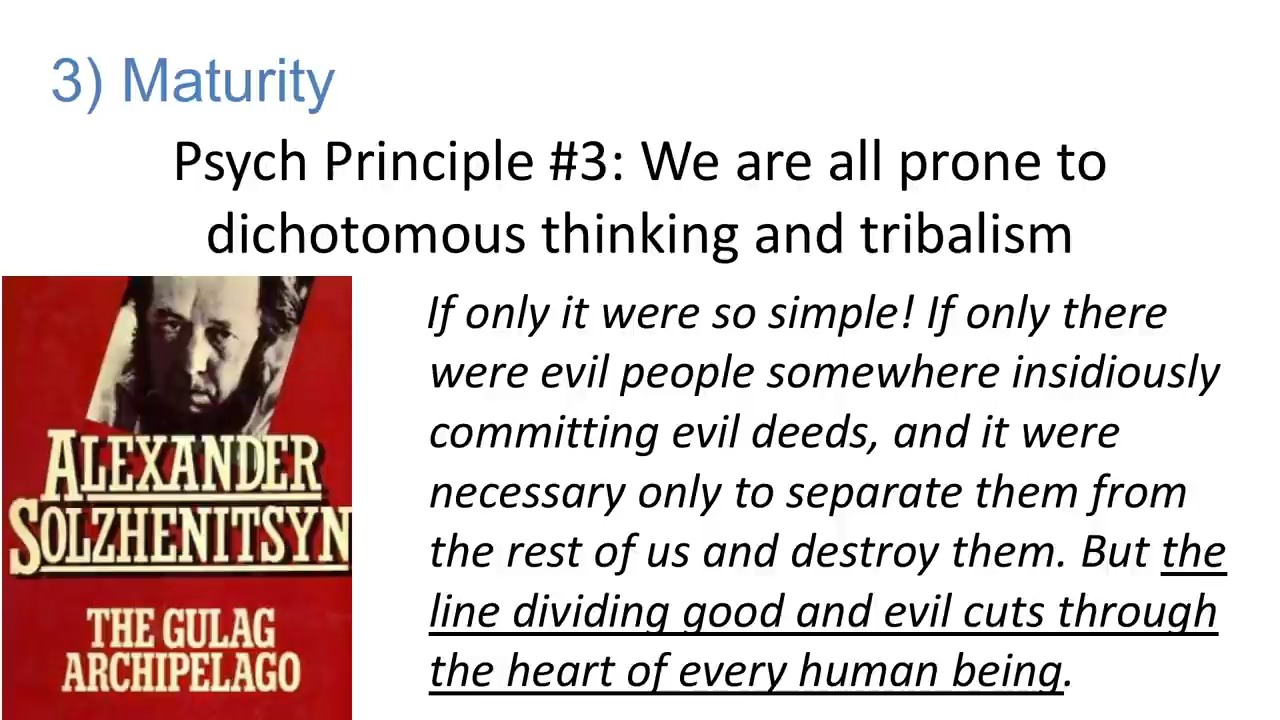 3) Maturity
Psych Principle #3: We are all prone to
dichotomous thinking and tribalism
If only it were so simple! If only there
were evil people somewhere insidiously
committing evil deeds, and it were
necessary only to separate them from
the rest of us and destroy them. But the
line dividing good and evil cuts through
the heart of every human being.
ALEXANDER
SOLZHENITSYN
THE GULAG
ARCHIPELAGO